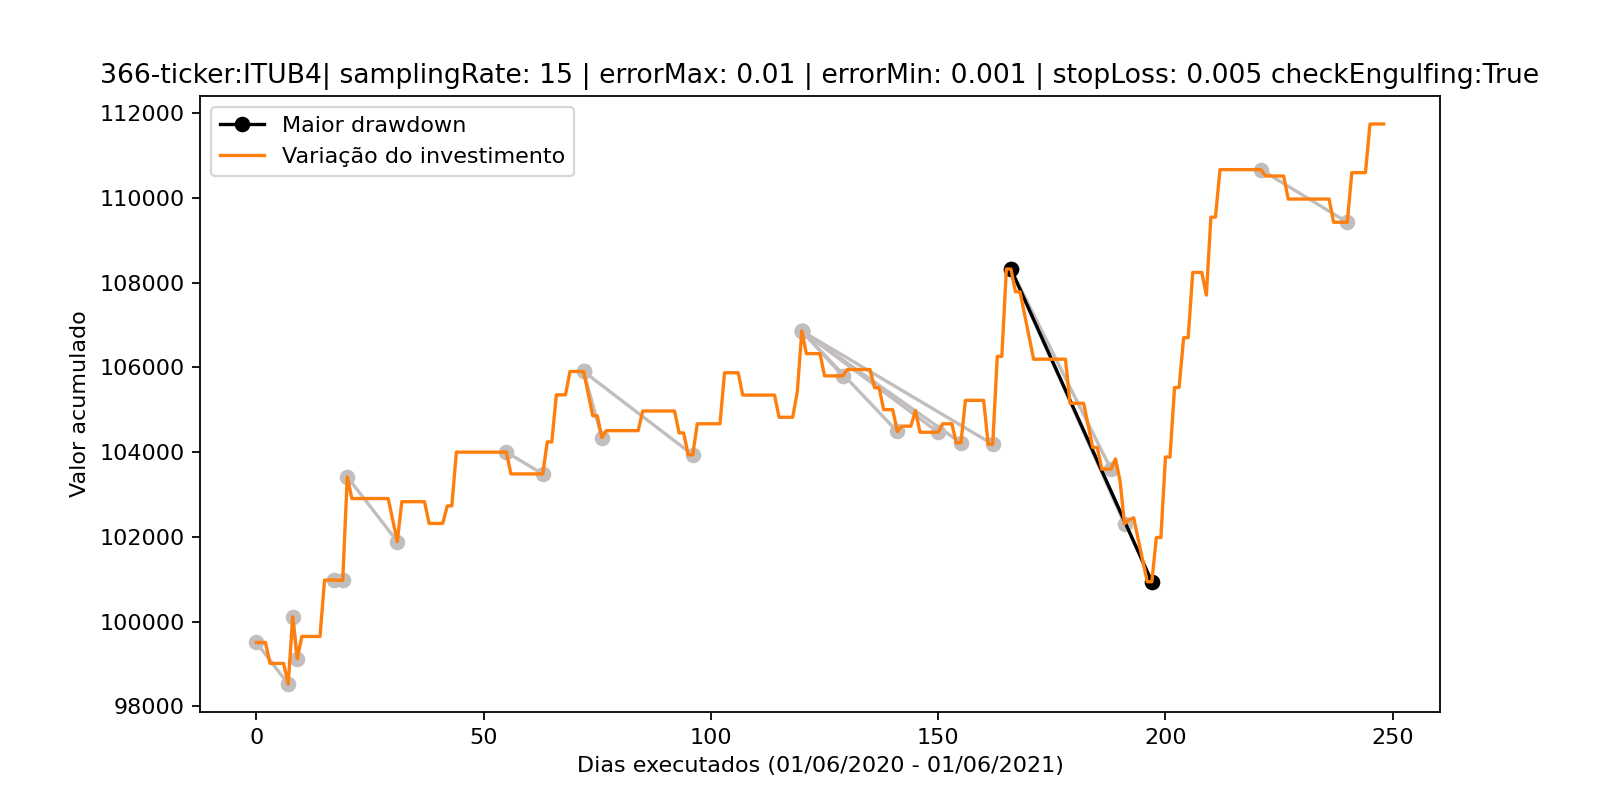 366-ticker:ITUB4| samplingRate: 15 | errorMax: 0.01 | errorMin: 0.001 | stopLoss: 0.005 checkEngulfing:True
Maior drawdown
Variação do investimento
Valor acumulado
112000
110000
108000
106000
104000
102000
100000
98000
0
50
100
150
200
250
Dias executados (01/06/2020 - 01/06/2021)